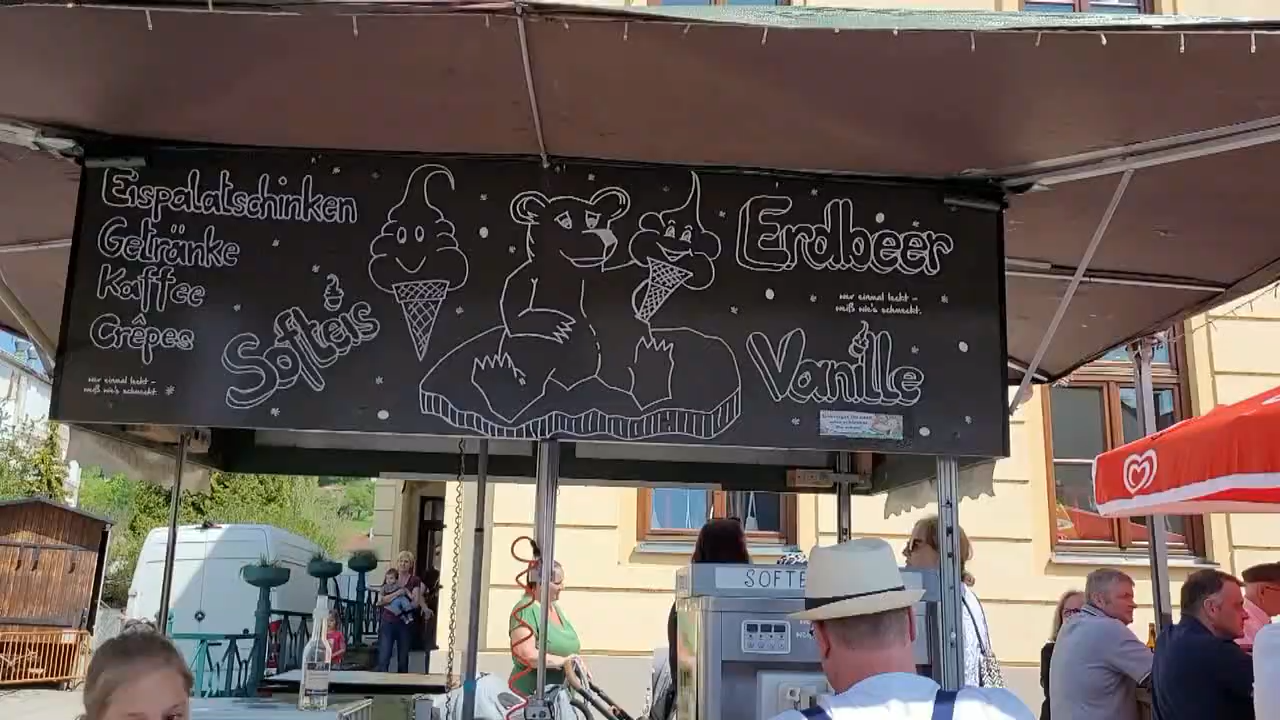 Eispalatschinken
Getränke
Kaffee
Crêpes
nur einmal leckt -
weiß wie's schmeckt.
Softeis
Erdbeer
nur einmal leckt -
weiß wie's schmeckt.
Vanille
SOFTE